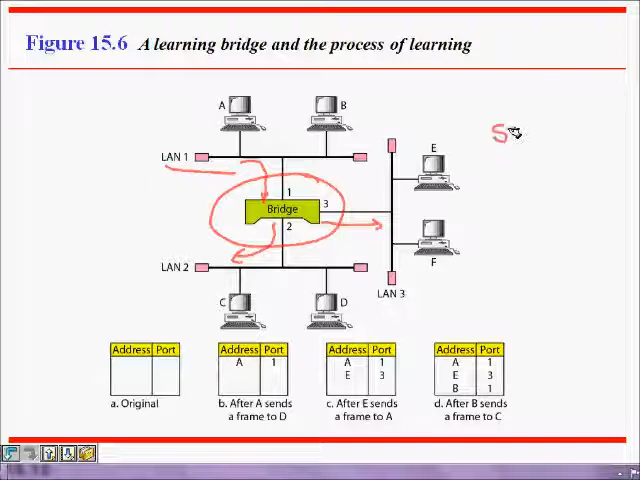 Figure 15.6 A learning bridge and the process of learning
A
B
E
LAN 1
1
Bridge
3
2
F
LAN 2
LAN 3
C
D
Address Port
Address Port
A 1
Address Port
A 1
E 3
Address Port
A 1
E 3
B 1
a. Original
b. After A sends
a frame to D
c. After E sends
a frame to A
d. After B sends
a frame to C
S